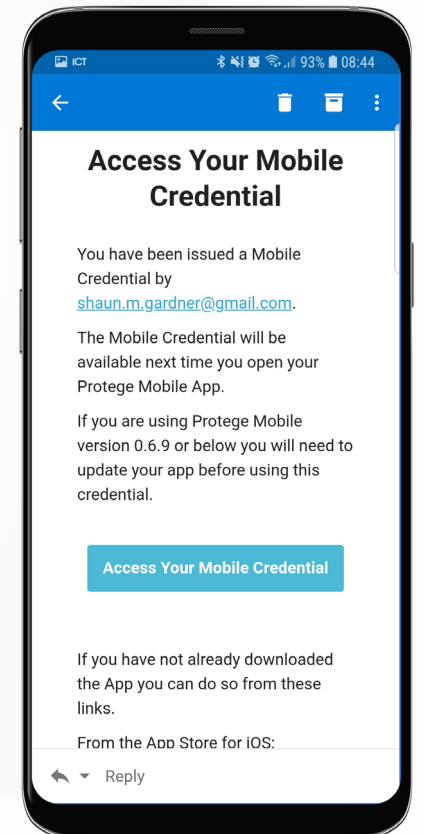 ICT 93% 08:44
Access Your Mobile
Credential
You have been issued a Mobile
Credential by
shaun.m.gardner@gmail.com.
The Mobile Credential will be
available next time you open your
Protege Mobile App.
If you are using Protege Mobile
version 0.6.9 or below you will need to
update your app before using this
credential.
Access Your Mobile Credential
If you have not already downloaded
the App you can do so from these
links.
From the App Store for iOS:
Reply